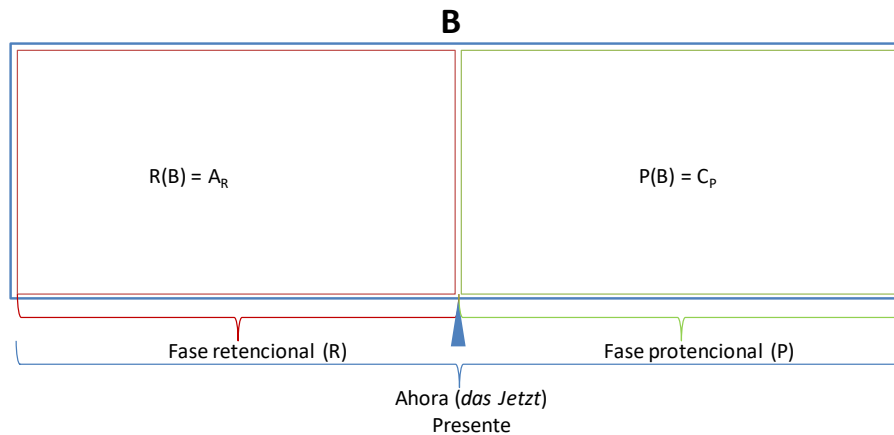 B
R(B) = A_R
P(B) = C_P
Fase retencional (R)
Fase protencional (P)
Ahora (das Jetzt)
Presente